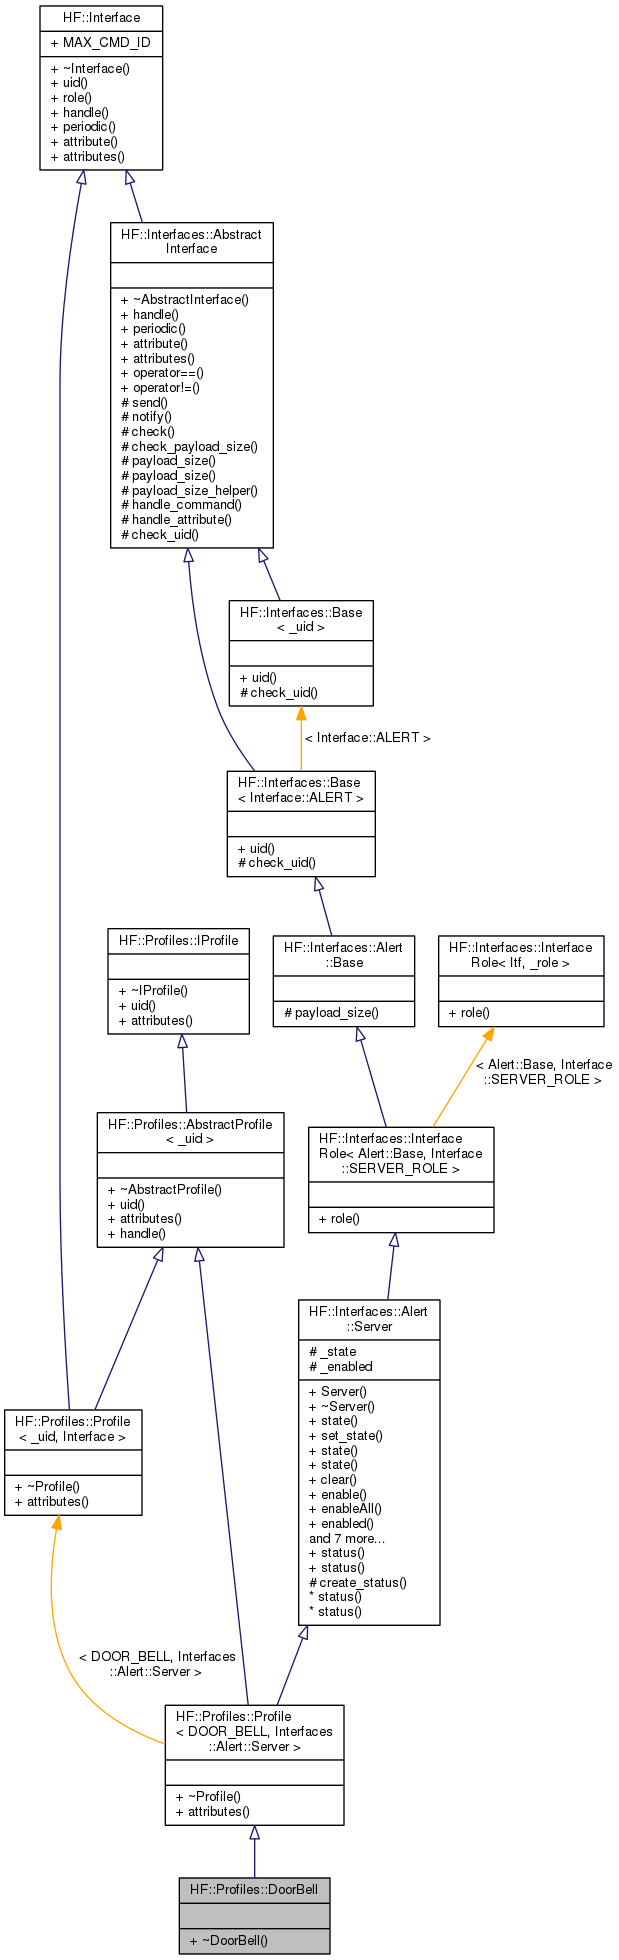 HF::Interface
+ MAX_CMD_ID
+ ~Interface()
+ uid()
+ role()
+ handle()
+ periodic()
+ attribute()
+ attributes()
HF::Interfaces::Abstract
Interface
+ ~AbstractInterface()
+ handle()
+ periodic()
+ attribute()
+ attributes()
+ operator==()
+ operator!=()
# send()
# notify()
# check()
# check_payload_size()
# payload_size()
# payload_size()
# payload_size_helper()
# handle_command()
# handle_attribute()
# check_uid()
HF::Interfaces::Base
< _uid >
+ uid()
# check_uid()
< Interface::ALERT >
HF::Interfaces::Base
< Interface::ALERT >
+ uid()
# check_uid()
HF::Profiles::IProfile
+ ~IProfile()
+ uid()
+ attributes()
HF::Interfaces::Alert
::Base
# payload_size()
HF::Interfaces::Interface
Role< Itf, _role >
+ role()
< Alert::Base, Interface
::SERVER_ROLE >
HF::Profiles::AbstractProfile
< _uid >
+ ~AbstractProfile()
+ uid()
+ attributes()
+ handle()
HF::Interfaces::Interface
Role< Alert::Base, Interface
::SERVER_ROLE >
+ role()
HF::Interfaces::Alert
::Server
# _state
# _enabled
+ Server()
+ ~Server()
+ state()
+ set_state()
+ state()
+ state()
+ clear()
+ enable()
+ enableAll()
+ enabled()
and 7 more...
+ status()
+ status()
# create_status()
* status()
* status()
HF::Profiles::Profile
< _uid, Interface >
+ ~Profile()
+ attributes()
< DOOR_BELL, Interfaces
::Alert::Server >
HF::Profiles::Profile
< DOOR_BELL, Interfaces
::Alert::Server >
+ ~Profile()
+ attributes()
HF::Profiles::DoorBell
+ ~DoorBell()